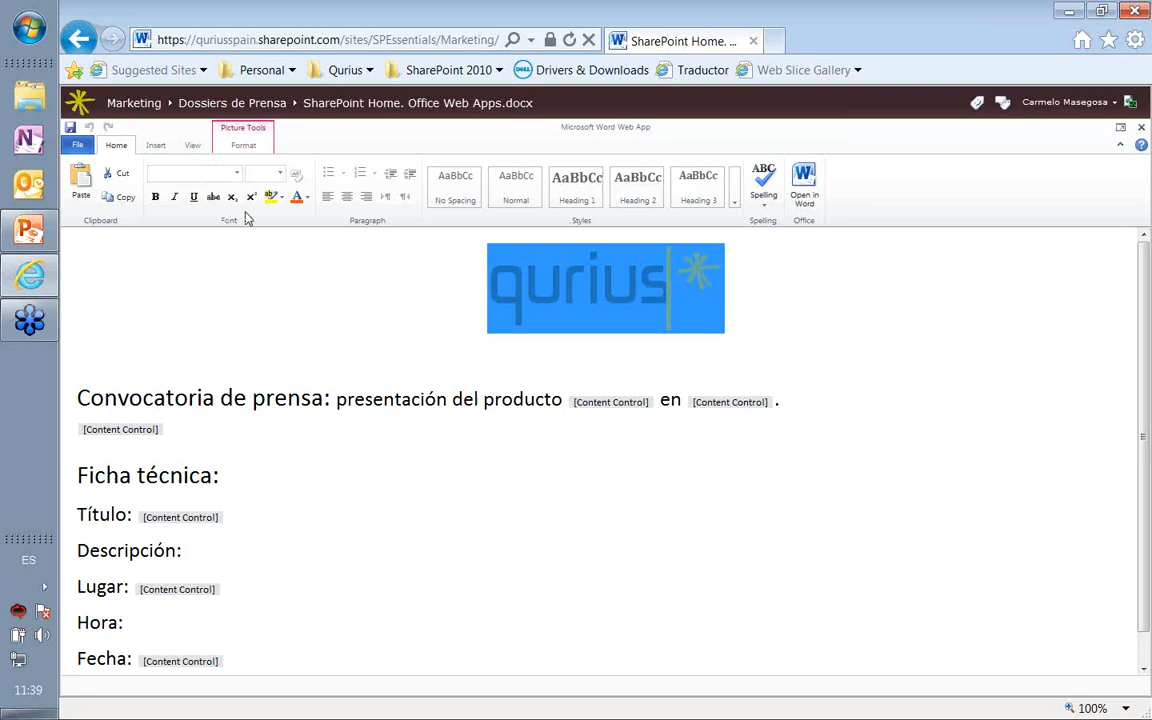 https://quriusspain.sharepoint.com/sites/SPEssentials/Marketing/
SharePoint Home. ...
Suggested Sites
Personal
Qurius
SharePoint 2010
Drivers & Downloads
Traductor
Web Slice Gallery
Marketing
Dossiers de Prensa
SharePoint Home. Office Web Apps.docx
Carmelo Masegosa
Picture Tools
Microsoft Word Web App
File
Home
Insert
View
Format
Paste
Cut
Copy
Clipboard
Font
Paragraph
AaBbCc
No Spacing
AaBbCc
Normal
AaBbCc
Heading 1
AaBbCc
Heading 2
AaBbCc
Heading 3
Styles
ABC
Spelling
Spelling
Open in
Word
Office
qurius*
Convocatoria de prensa: presentación del producto [Content Control] en [Content Control] .
[Content Control]
Ficha técnica:
Título: [Content Control]
Descripción:
Lugar: [Content Control]
Hora:
Fecha: [Content Control]
ES
11:39
100%